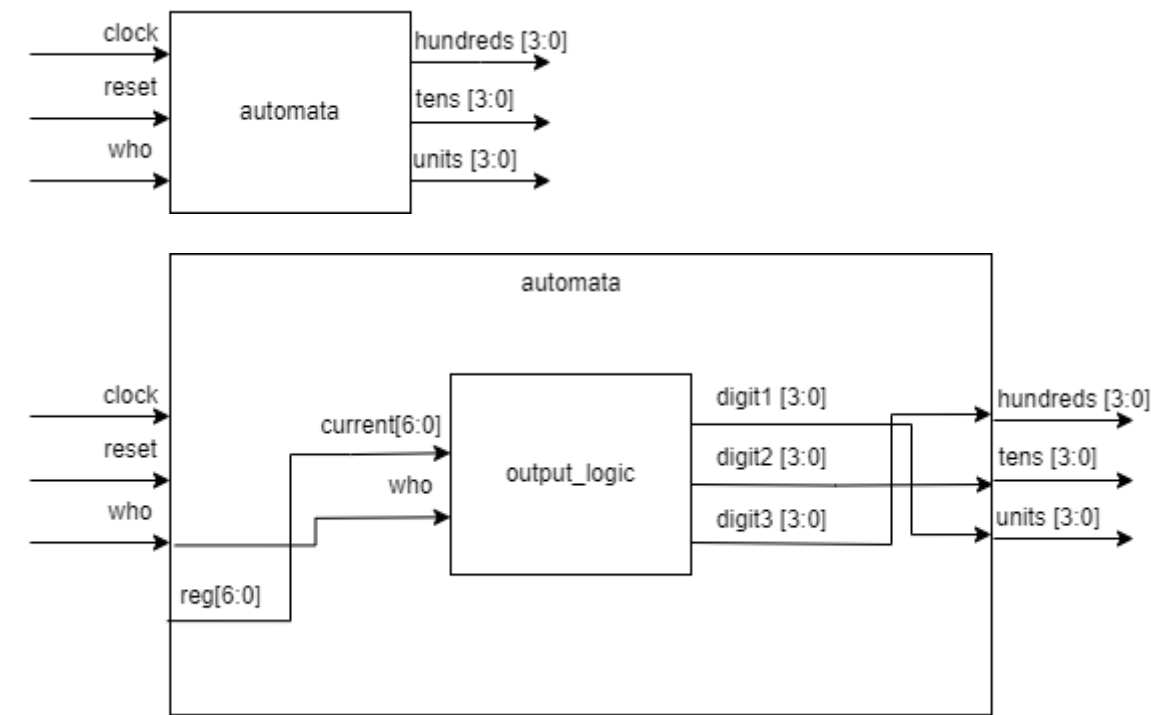 clock
hundreds [3:0]
reset
automata
tens [3:0]
who
units [3:0]
automata
clock
current[6:0]
digit1 [3:0]
hundreds [3:0]
reset
who
output_logic
digit2 [3:0]
tens [3:0]
who
digit3 [3:0]
units [3:0]
reg[6:0]